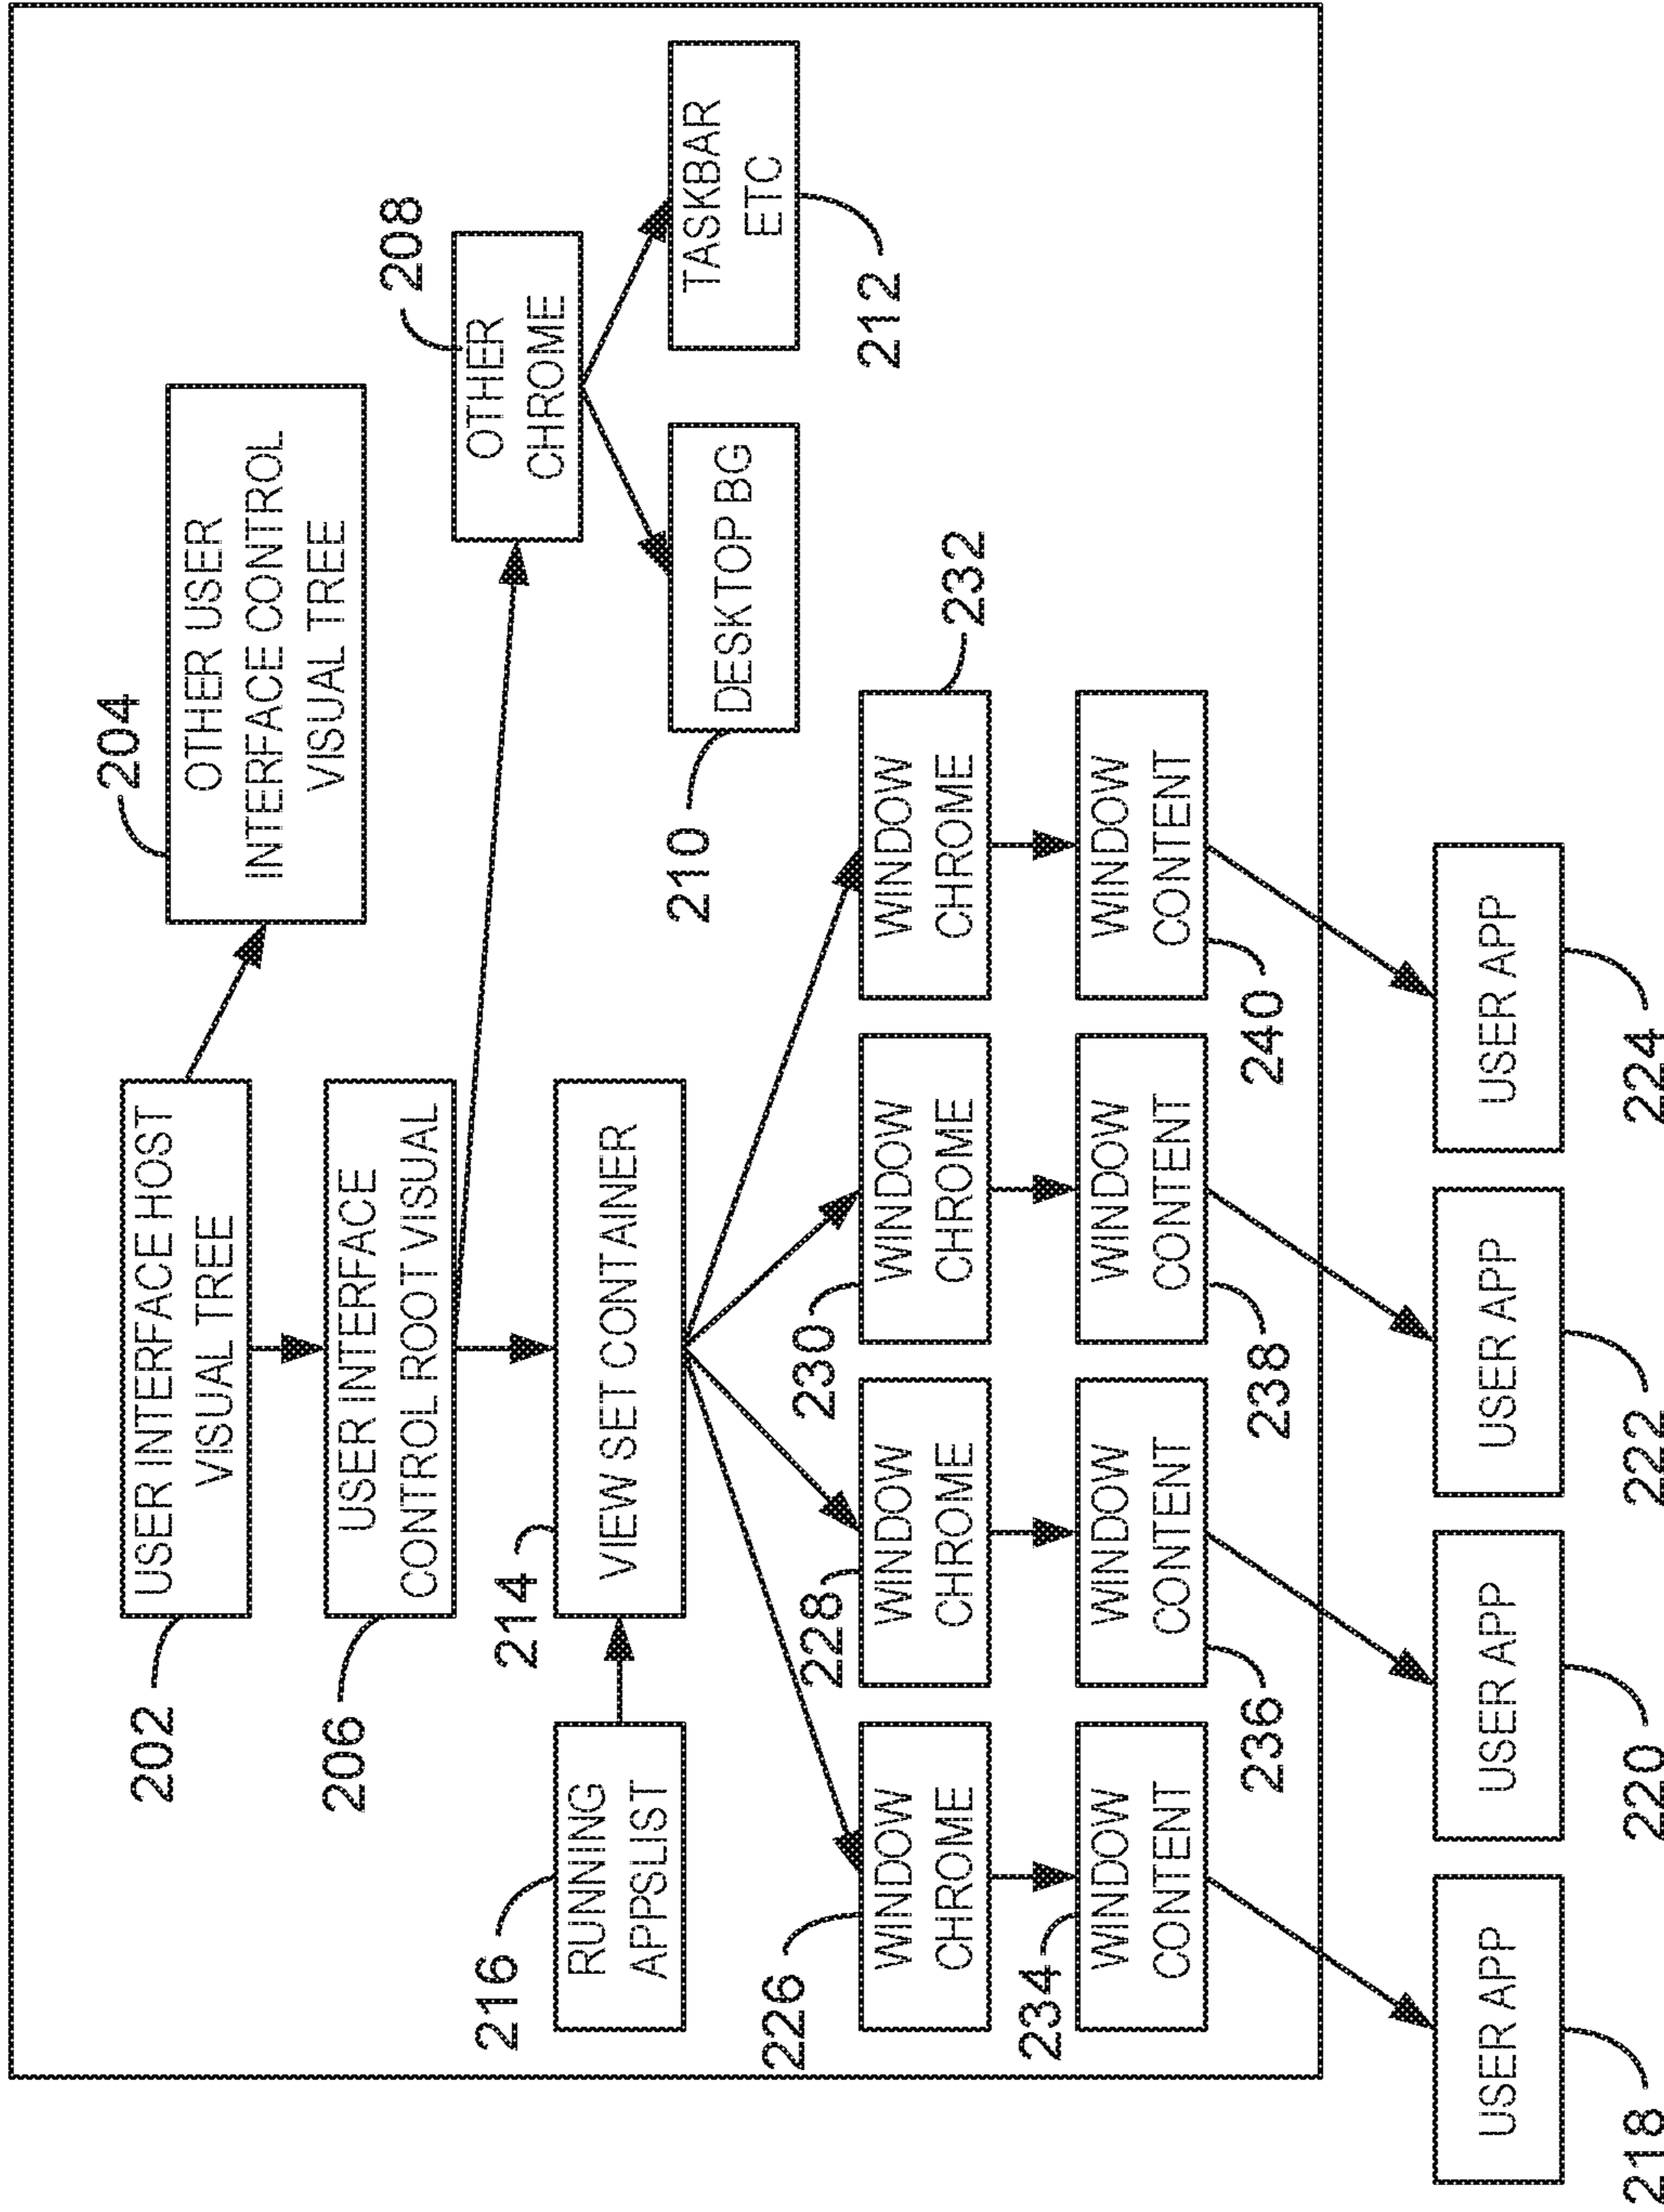 202
USER INTERFACE HOST
VISUAL TREE
204
OTHER USER
INTERFACE CONTROL
VISUAL TREE
206
USER INTERFACE
CONTROL ROOT VISUAL
208
OTHER
CHROME
216
RUNNING
APPSLIST
214
VIEW SET CONTAINER
210
DESKTOP BG
TASKBAR
ETC
212
226
WINDOW
CHROME
228
WINDOW
CHROME
230
WINDOW
CHROME
WINDOW
CHROME
232
234
WINDOW
CONTENT
WINDOW
CONTENT
236
WINDOW
CONTENT
238
WINDOW
CONTENT
240
USER APP
218
USER APP
220
USER APP
222
USER APP
224